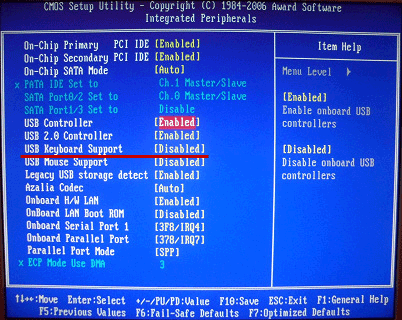 CMOS Setup Utility - Copyright (C) 1984-2006 Award Software
Integrated Peripherals
On-Chip Primary PCI IDE [Enabled]
On-Chip Secondary PCI IDE [Enabled]
On-Chip SATA Mode [Auto]
x PATA IDE Set to Ch.1 Master/Slave
x SATA Port0/2 Set to Ch.0 Master/Slave
SATA Port1/3 Set to Disable
USB Controller [Enabled]
USB 2.0 Controller [Enabled]
USB Keyboard Support [Disabled]
USB Mouse Support [Disabled]
Legacy USB storage detect [Enabled]
Azalia Codec [Auto]
Onboard H/W LAN [Enabled]
OnBoard LAN Boot ROM [Disabled]
Onboard Serial Port 1 [3F8/IRQ4]
Onboard Parallel Port [378/IRQ7]
Parallel Port Mode [SPP]
x ECP Mode Use DMA 3
Item Help
Menu Level
[Enabled]
Enable onboard USB
controllers
[Disabled]
Disable onboard USB
controllers
↑↓→←:Move Enter:Select +/-/PU/PD:Value F10:Save ESC:Exit F1:General Help
F5:Previous Values F6:Fail-Safe Defaults F7:Optimized Defaults